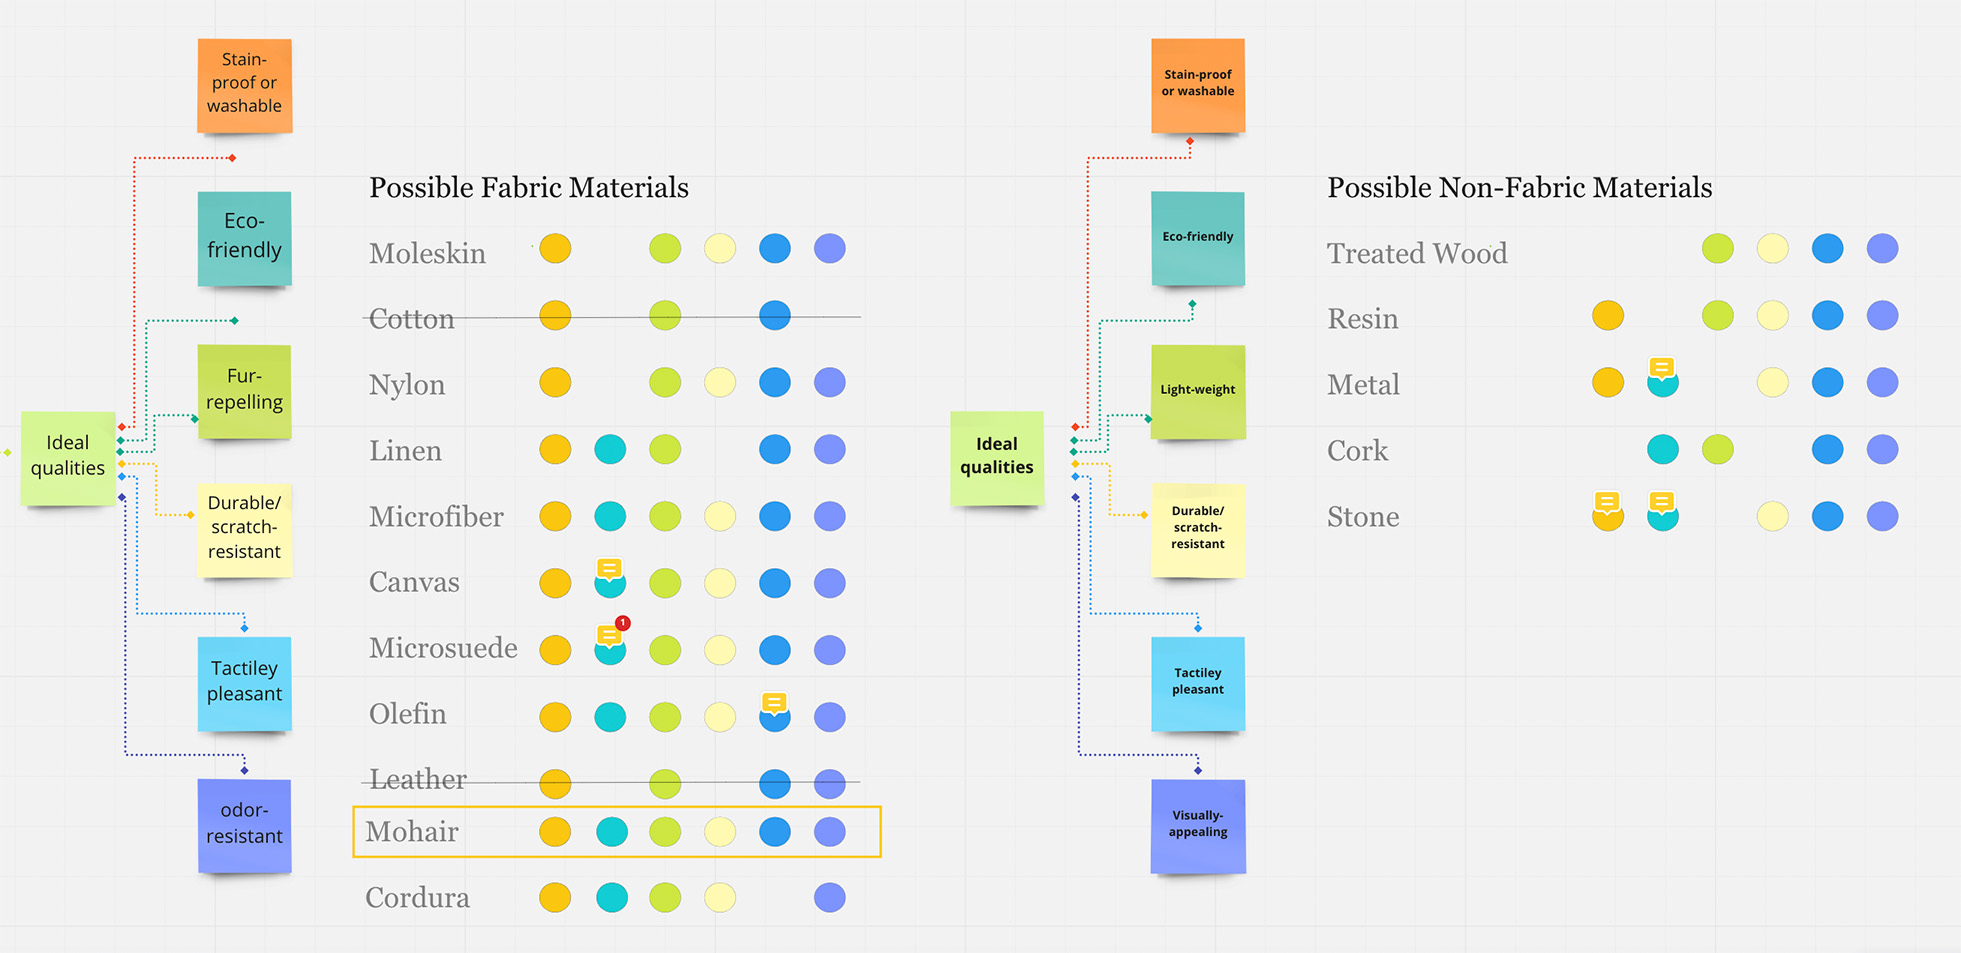 Stain-
proof or
washable
Eco-
friendly
Fur-
repelling
Ideal
qualities
Durable/
scratch-
resistant
Tactiley
pleasant
odor-
resistant
Possible Fabric Materials
Moleskin
Cotton
Nylon
Linen
Microfiber
Canvas
1
Microsuede
Olefin
Leather
Mohair
Cordura
Stain-proof
or washable
Eco-friendly
Light-weight
Ideal
qualities
Durable/
scratch-
resistant
Tactiley
pleasant
Visually-
appealing
Possible Non-Fabric Materials
Treated Wood
Resin
Metal
Cork
Stone